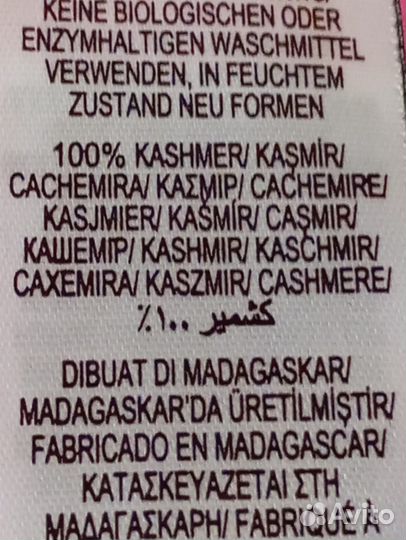 KEINE BIOLOGISCHEN ODER
ENZYMHALTIGEN WASCHMITTEL
VERWENDEN, IN FEUCHTEM
ZUSTAND NEU FORMEN
100% KASHMER/ KAŞMİR/
CACHEMIRA/ ΚΑΣΜΙΡ/ CACHEMIRE/
KASJMIER/ KAŠMÍR/ CAŞMIR/
КАШЕМІР/ KASHMIR/ KASCHMIR/
CAXEMIRA/ KASZMIR/ CASHMERE/
كشمير ١٠٠٪
DIBUAT DI MADAGASKAR/
MADAGASKAR'DA ÜRETİLMİŞTİR/
FABRICADO EN MADAGASCAR/
ΚΑΤΑΣΚΕΥΑΖΕΤΑΙ ΣΤΗ
ΜΑΔΑΓΑΣΚΑΡΗ/ FABRIQUÉ À
Avito